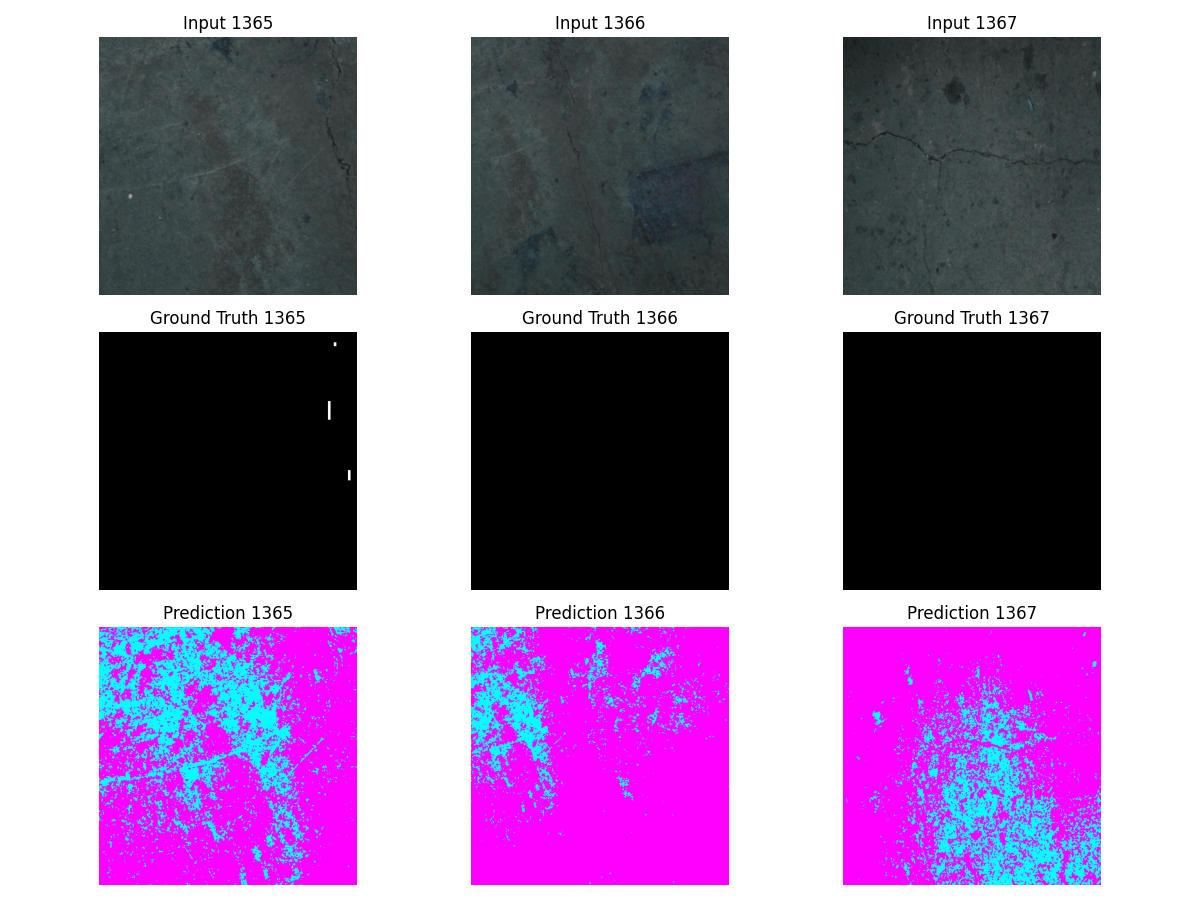 Input 1365
Input 1366
Input 1367
Ground Truth 1365
Ground Truth 1366
Ground Truth 1367
Prediction 1365
Prediction 1366
Prediction 1367